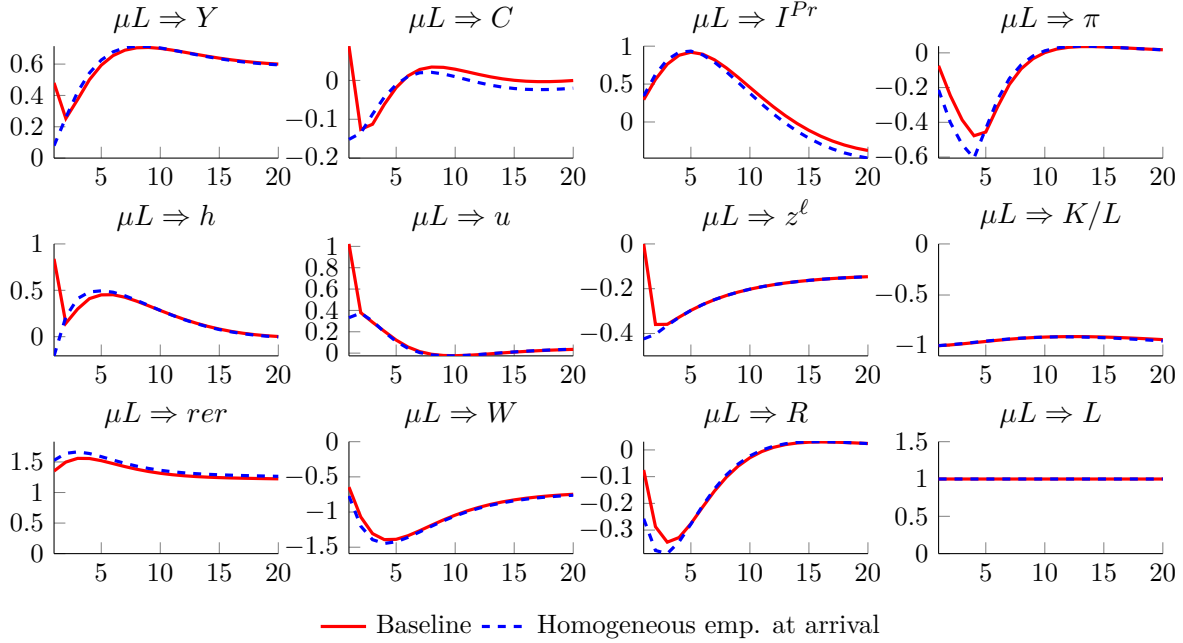 μL ⇒ Y μL ⇒ C μL ⇒ I^{Pr} μL ⇒ π
0.6 0.4 0.2 0 5 10 15 20
0 −0.1 −0.2 5 10 15 20
1 0.5 0 5 10 15 20
0 −0.2 −0.4 −0.6 5 10 15 20
μL ⇒ h μL ⇒ u μL ⇒ z^ℓ μL ⇒ K/L
1 0.5 0 5 10 15 20
1 0.8 0.6 0.4 0.2 0 5 10 15 20
0 −0.2 −0.4 5 10 15 20
0 −0.5 −1 5 10 15 20
μL ⇒ rer μL ⇒ W μL ⇒ R μL ⇒ L
1.5 1 0.5 0 5 10 15 20
0 −0.5 −1 −1.5 5 10 15 20
0 −0.1 −0.2 −0.3 5 10 15 20
1.5 1 0.5 0 5 10 15 20
Baseline Homogeneous emp. at arrival